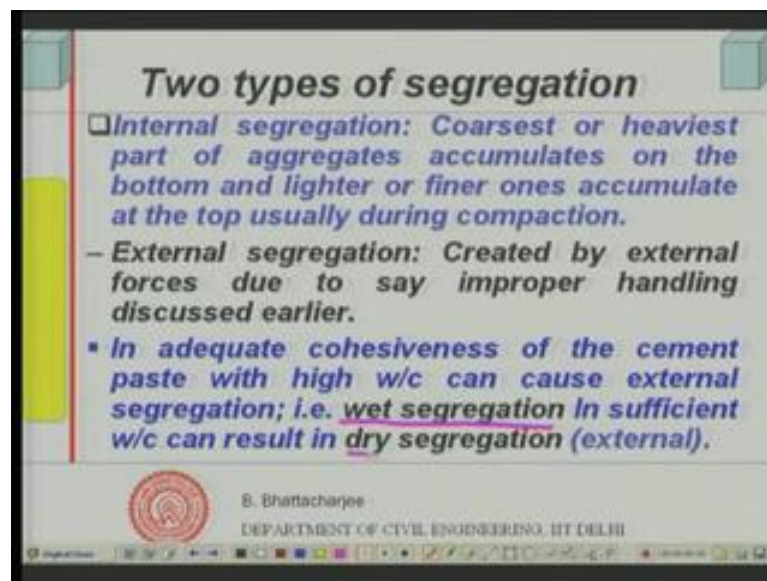 Two types of segregation
Internal segregation: Coarsest or heaviest
part of aggregates accumulates on the
bottom and lighter or finer ones accumulate
at the top usually during compaction.
– External segregation: Created by external
forces due to say improper handling
discussed earlier.
▪ In adequate cohesiveness of the cement
paste with high w/c can cause external
segregation; i.e. wet segregation In sufficient
w/c can result in dry segregation (external).
B. Bhattacharjee
DEPARTMENT OF CIVIL ENGINEERING, IIT DELHI